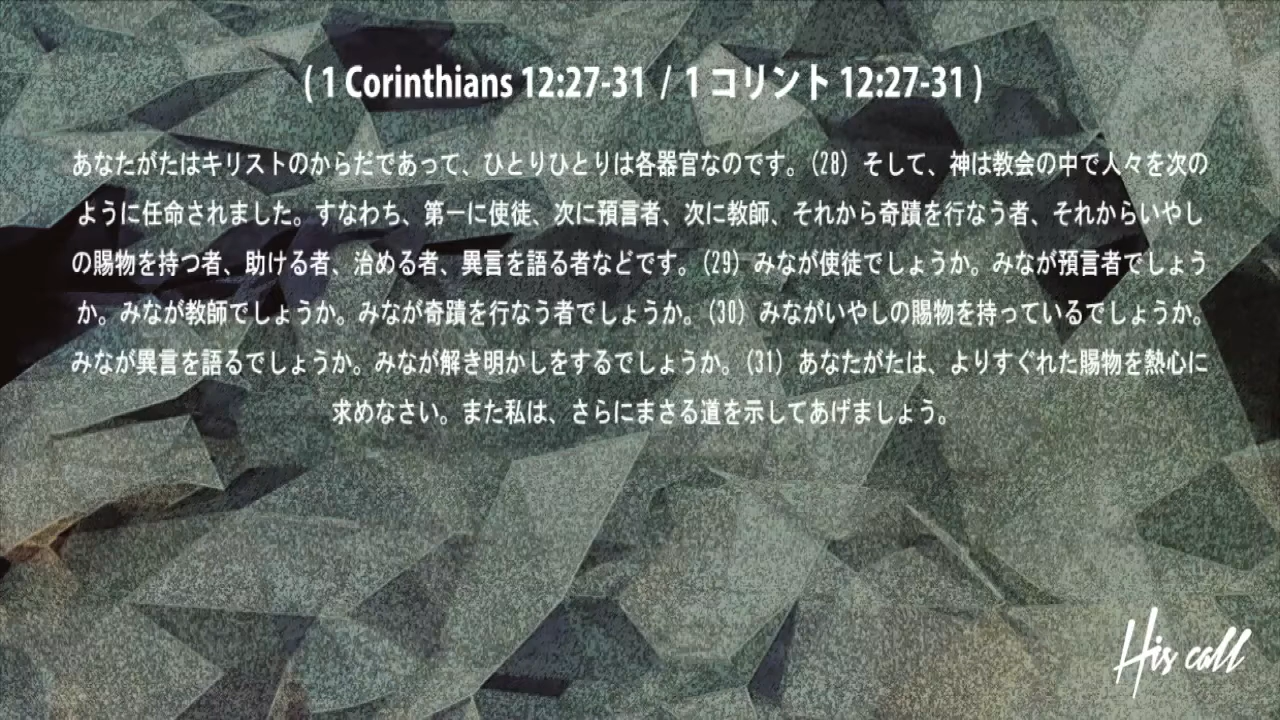 ( 1 Corinthians 12:27-31 / 1 コリント 12:27-31 )
あなたがたはキリストのからだであって、ひとりひとりは各器官なのです。(28) そして、神は教会の中で人々を次の
ように任命されました。すなわち、第一に使徒、次に預言者、次に教師、それから奇蹟を行なう者、それからいやし
の賜物を持つ者、助ける者、治める者、異言を語る者などです。(29) みなが使徒でしょうか。みなが預言者でしょう
か。みなが教師でしょうか。みなが奇蹟を行なう者でしょうか。(30) みながいやしの賜物を持っているでしょうか。
みなが異言を語るでしょうか。みなが解き明かしをするでしょうか。(31) あなたがたは、よりすぐれた賜物を熱心に
求めなさい。また私は、さらにまさる道を示してあげましょう。
His call